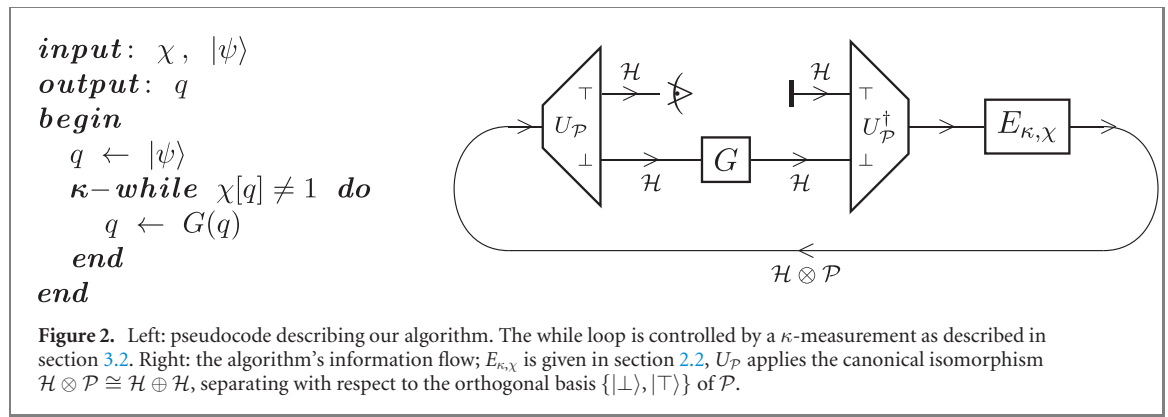 input: χ, |ψ⟩
output: q
begin
q ← |ψ⟩
κ–while χ[q] ≠ 1 do
q ← G(q)
end
end
U_𝒫
⊤
⊥
ℋ
ℋ
G
ℋ
ℋ
⊤
⊥
U_𝒫^†
E_{κ,χ}
ℋ ⊗ 𝒫
Figure 2. Left: pseudocode describing our algorithm. The while loop is controlled by a κ-measurement as described in
section 3.2. Right: the algorithm's information flow; E_{κ,χ} is given in section 2.2, U_𝒫 applies the canonical isomorphism
ℋ ⊗ 𝒫 ≅ ℋ ⊕ ℋ, separating with respect to the orthogonal basis {|⊥⟩, |⊤⟩} of 𝒫.